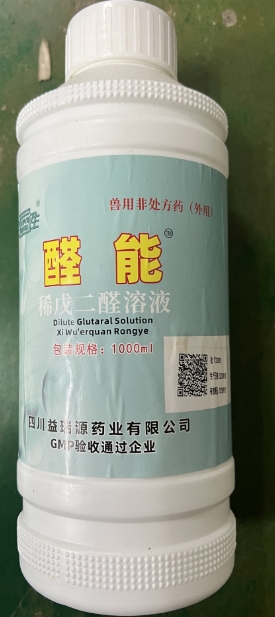 兽用非处方药（外用）
醛能™
稀戊二醛溶液
Dilute Glutaral Solution
Xi Wu'erquan Rongye
包装规格：1000ml
四川益瑞源药业有限公司
GMP验收通过企业